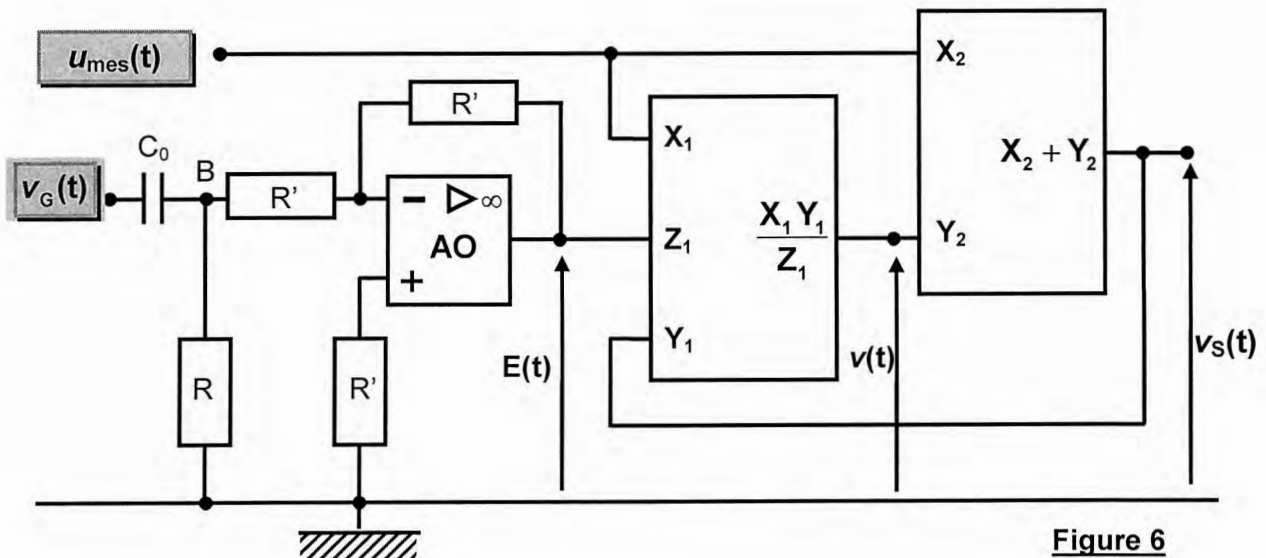 u_mes(t)
X₂
R'
X₁
X₂ + Y₂
C₀
B
v_G(t)
R'
− ▷ ∞
AO
+
Z₁
X₁ Y₁
Z₁
Y₂
Y₁
E(t)
v(t)
v_S(t)
R
R'
Figure 6